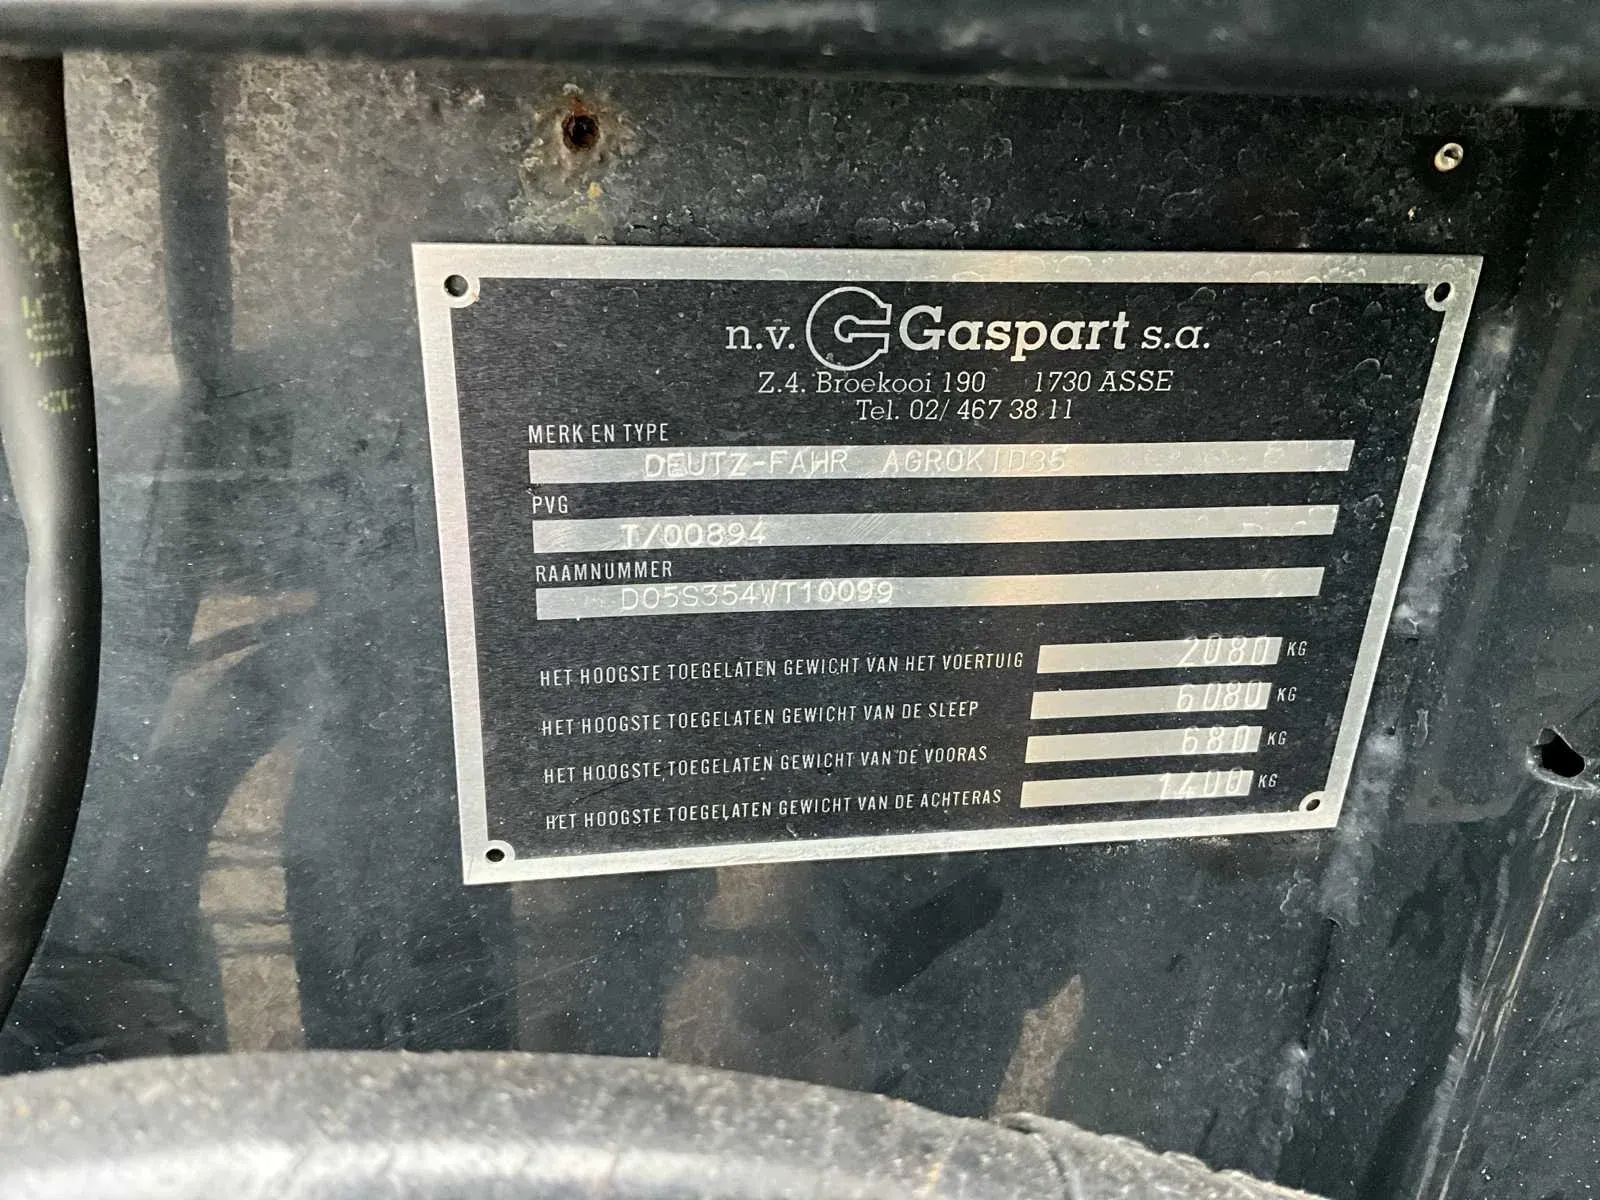 n.v. Gaspart s.a.
Z.4. Broekooi 190 1730 ASSE
Tel. 02/ 467 38 11
MERK EN TYPE
DEUTZ-FAHR AGROKID35
PVG
T/00894
RAAMNUMMER
D05S354WT10099
HET HOOGSTE TOEGELATEN GEWICHT VAN HET VOERTUIG 2080 KG
HET HOOGSTE TOEGELATEN GEWICHT VAN DE SLEEP 6080 KG
HET HOOGSTE TOEGELATEN GEWICHT VAN DE VOORAS 680 KG
HET HOOGSTE TOEGELATEN GEWICHT VAN DE ACHTERAS 1400 KG